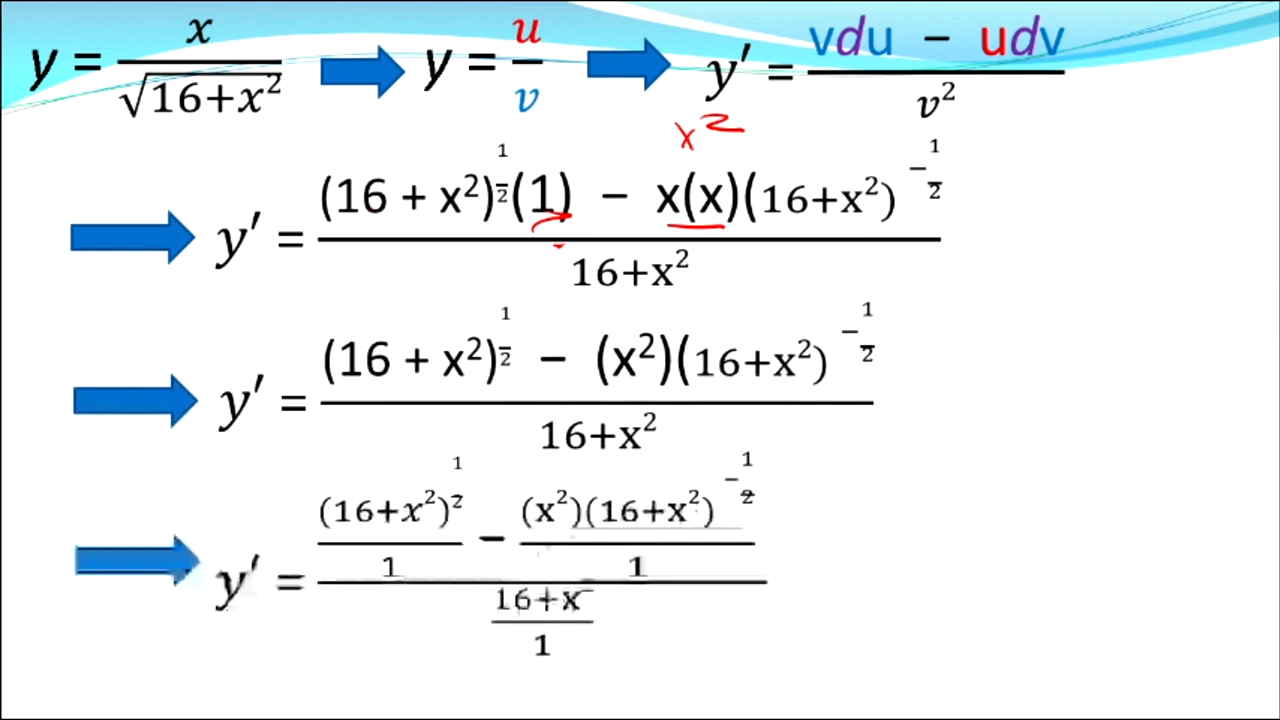 y = x/√(16+x²) y = u/v y′ = (vdu − udv)/v²
x²
y′ = ((16 + x²)^(1/2)(1) − x(x)(16+x²)^(−1/2))/(16+x²)
y′ = ((16 + x²)^(1/2) − (x²)(16+x²)^(−1/2))/(16+x²)
y′ = ((16+x²)^(1/2)/1 − (x²)(16+x²)^(−1/2)/1)/((16+x)/1)